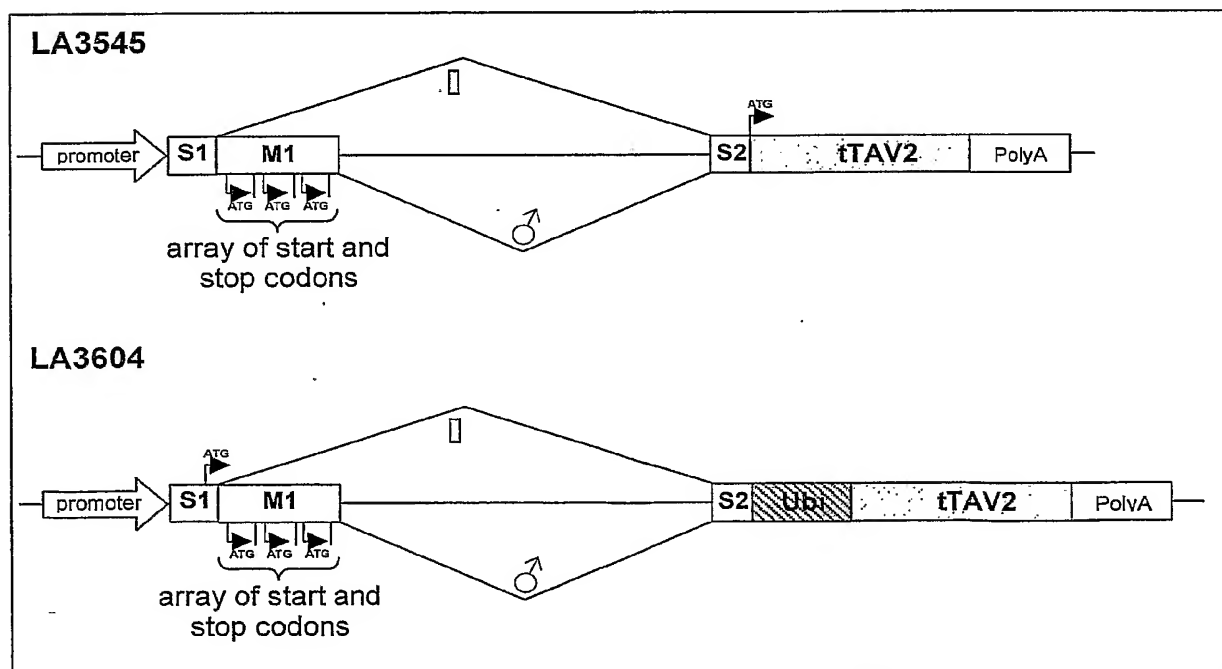 LA3545
ATG
promoter S1 M1 S2 tTAV2 PolyA
ATG ATG ATG
♂
array of start and
stop codons
LA3604
ATG
promoter S1 M1 S2 Ubi tTAV2 PolyA
ATG ATG ATG
♂
array of start and
stop codons